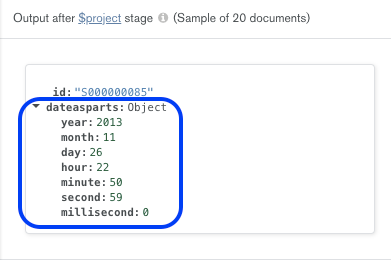 Output after $project stage (Sample of 20 documents)
id: "S000000085"
dateasparts: Object
year: 2013
month: 11
day: 26
hour: 22
minute: 50
second: 59
millisecond: 0